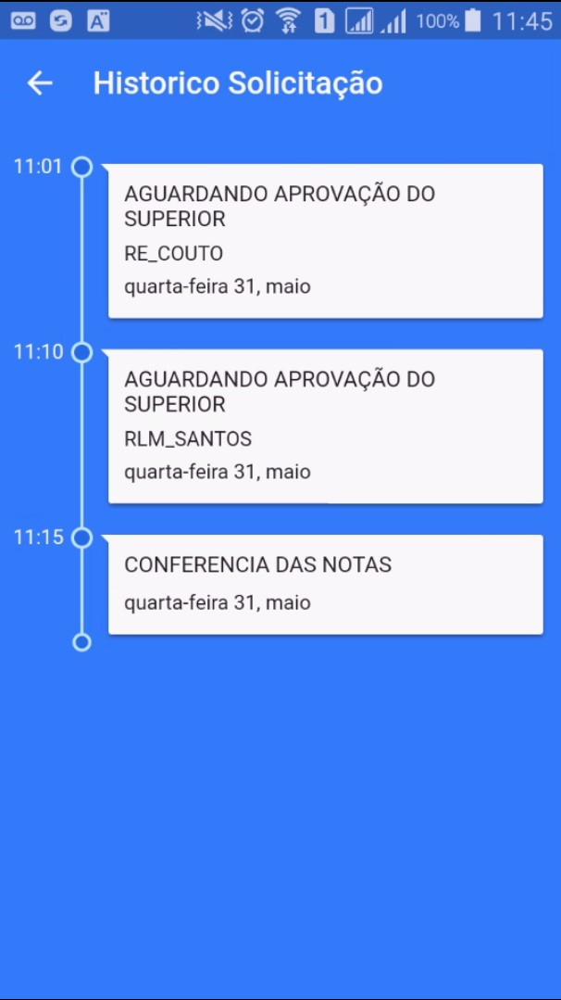 1 100% 11:45
Historico Solicitação
11:01
AGUARDANDO APROVAÇÃO DO
SUPERIOR
RE_COUTO
quarta-feira 31, maio
11:10
AGUARDANDO APROVAÇÃO DO
SUPERIOR
RLM_SANTOS
quarta-feira 31, maio
11:15
CONFERENCIA DAS NOTAS
quarta-feira 31, maio